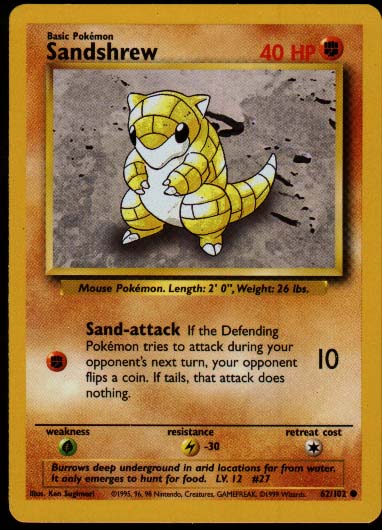 Basic Pokémon
Sandshrew 40 HP
Mouse Pokémon. Length: 2' 0", Weight: 26 lbs.
Sand-attack If the Defending
Pokémon tries to attack during your
opponent's next turn, your opponent
flips a coin. If tails, that attack does
nothing.
10
weakness resistance retreat cost
-30
Burrows deep underground in arid locations far from water.
It only emerges to hunt for food. LV. 12 #27
Illus. Ken Sugimori ©1995, 96, 98 Nintendo, Creatures, GAMEFREAK. ©1999 Wizards. 62/102